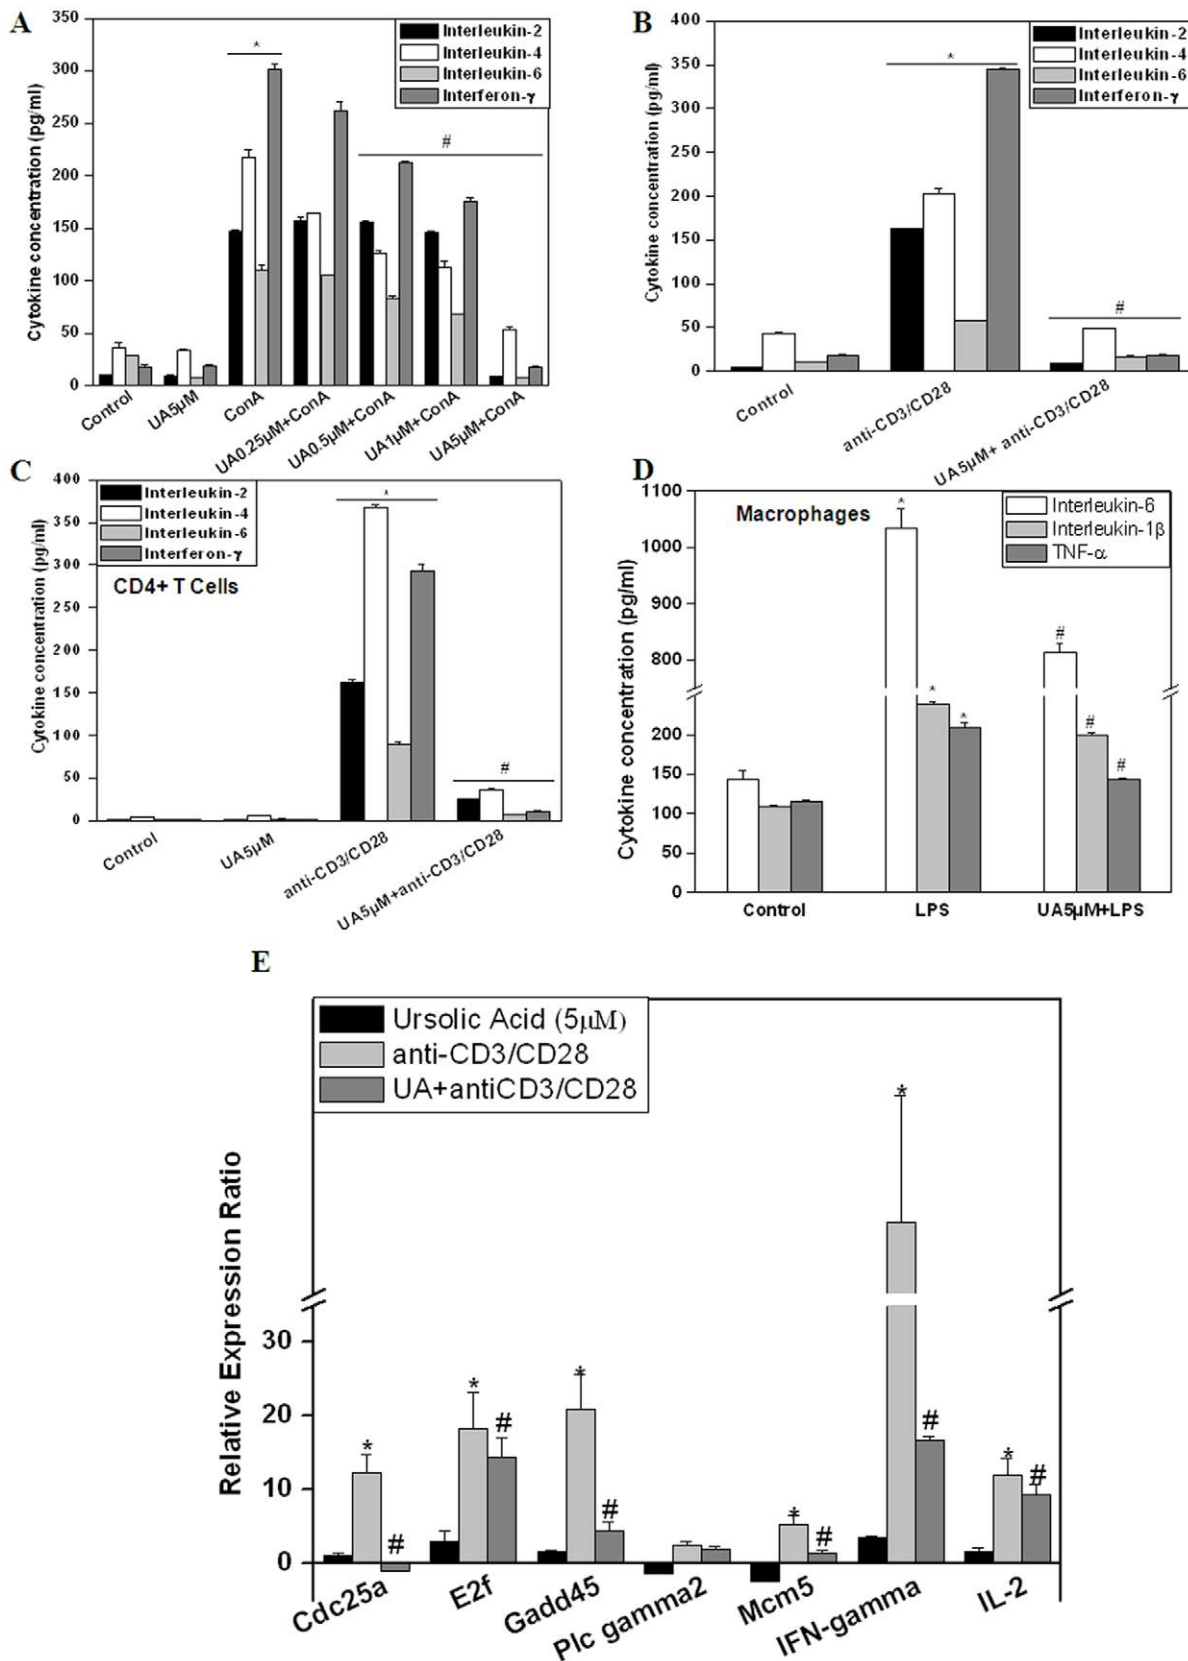 A
Interleukin-2
Interleukin-4
Interleukin-6
Interferon-γ
Cytokine concentration (pg/ml)
350
300
250
200
150
100
50
0
*
#
Control
UA5µM
ConA
UA0.25µM+ConA
UA0.5µM+ConA
UA1µM+ConA
UA5µM+ConA
B
Interleukin-2
Interleukin-4
Interleukin-6
Interferon-γ
Cytokine concentration (pg/ml)
400
350
300
250
200
150
100
50
0
*
#
Control
anti-CD3/CD28
UA5µM+ anti-CD3/CD28
C
Interleukin-2
Interleukin-4
Interleukin-6
Interferon-γ
CD4+ T Cells
Cytokine concentration (pg/ml)
400
350
300
250
200
150
100
50
0
*
#
Control
UA5µM
anti-CD3/CD28
UA5µM+anti-CD3/CD28
D
Macrophages
Interleukin-6
Interleukin-1β
TNF-α
Cytokine concentration (pg/ml)
1100
1000
900
800
200
150
100
50
0
*
*
*
#
#
#
Control
LPS
UA5µM+LPS
E
Ursolic Acid (5µM)
anti-CD3/CD28
UA+antiCD3/CD28
Relative Expression Ratio
30
20
10
0
*
#
*
#
*
#
*
#
*
#
*
#
Cdc25a
E2f
Gadd45
Plc gamma2
Mcm5
IFN-gamma
IL-2